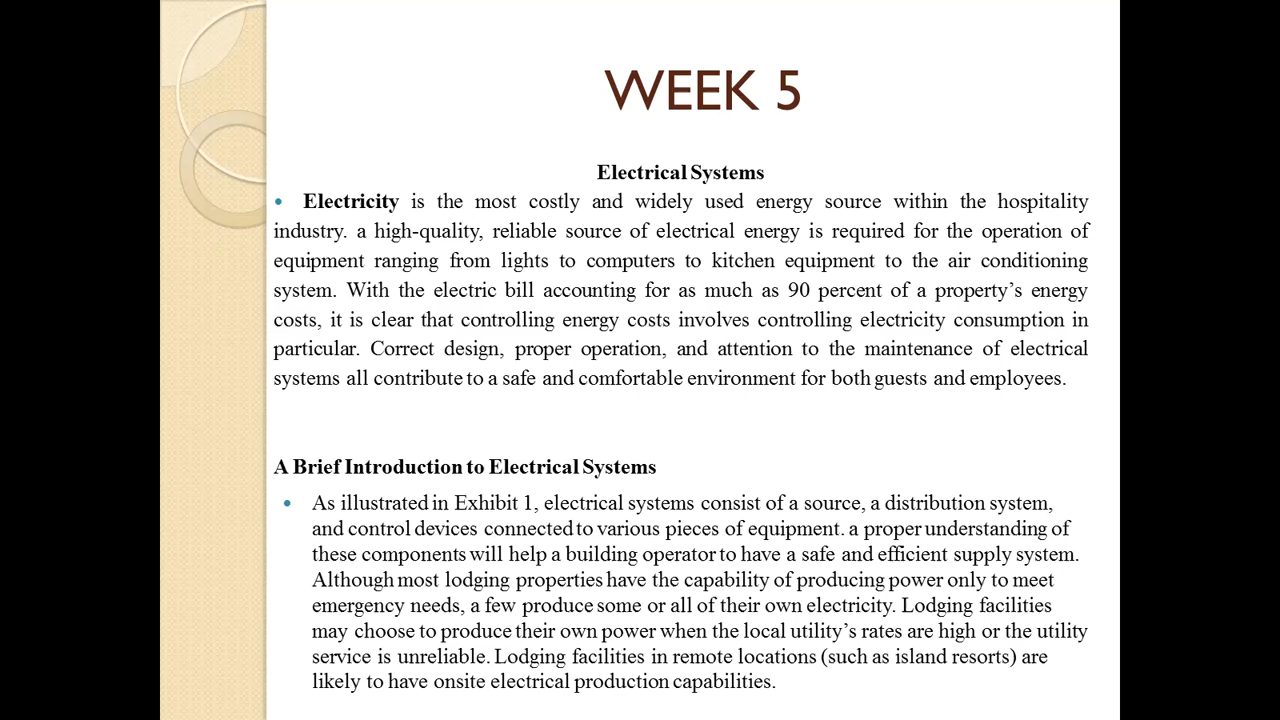 WEEK 5
Electrical Systems
• Electricity is the most costly and widely used energy source within the hospitality
industry. a high-quality, reliable source of electrical energy is required for the operation of
equipment ranging from lights to computers to kitchen equipment to the air conditioning
system. With the electric bill accounting for as much as 90 percent of a property’s energy
costs, it is clear that controlling energy costs involves controlling electricity consumption in
particular. Correct design, proper operation, and attention to the maintenance of electrical
systems all contribute to a safe and comfortable environment for both guests and employees.
A Brief Introduction to Electrical Systems
• As illustrated in Exhibit 1, electrical systems consist of a source, a distribution system,
and control devices connected to various pieces of equipment. a proper understanding of
these components will help a building operator to have a safe and efficient supply system.
Although most lodging properties have the capability of producing power only to meet
emergency needs, a few produce some or all of their own electricity. Lodging facilities
may choose to produce their own power when the local utility’s rates are high or the utility
service is unreliable. Lodging facilities in remote locations (such as island resorts) are
likely to have onsite electrical production capabilities.